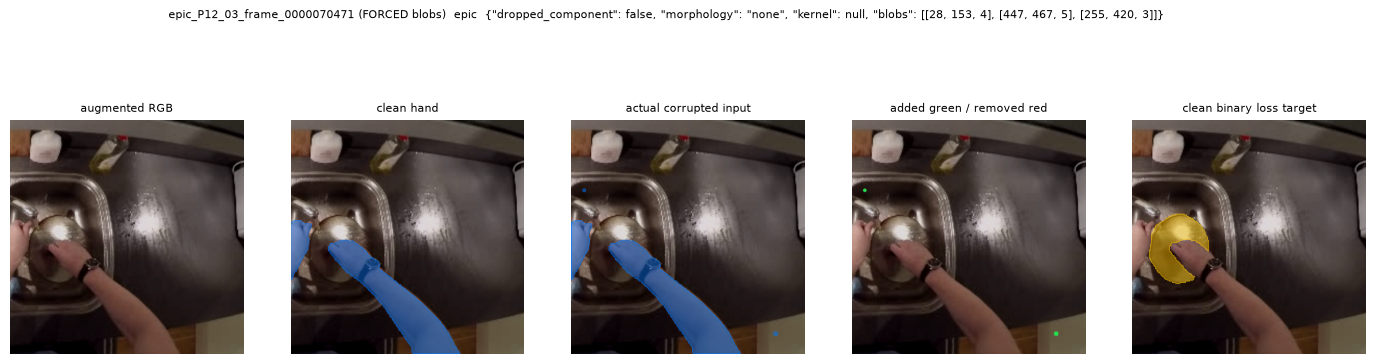 epic_P12_03_frame_0000070471 (FORCED blobs)  epic  {"dropped_component": false, "morphology": "none", "kernel": null, "blobs": [[28, 153, 4], [447, 467, 5], [255, 420, 3]]}
augmented RGB
clean hand
actual corrupted input
added green / removed red
clean binary loss target